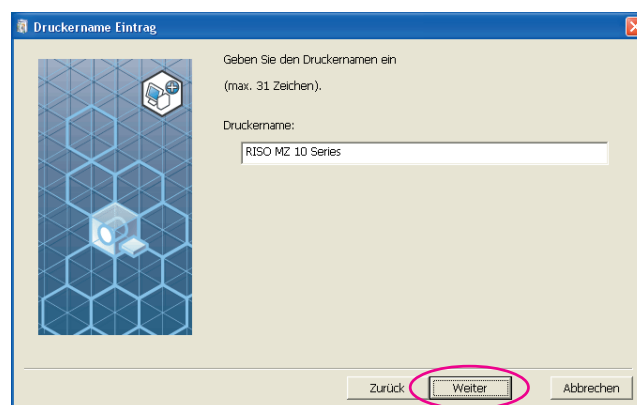 Druckername Eintrag
Geben Sie den Druckernamen ein
(max. 31 Zeichen).
Druckername:
RISO MZ 10 Series
Zurück
Weiter
Abbrechen